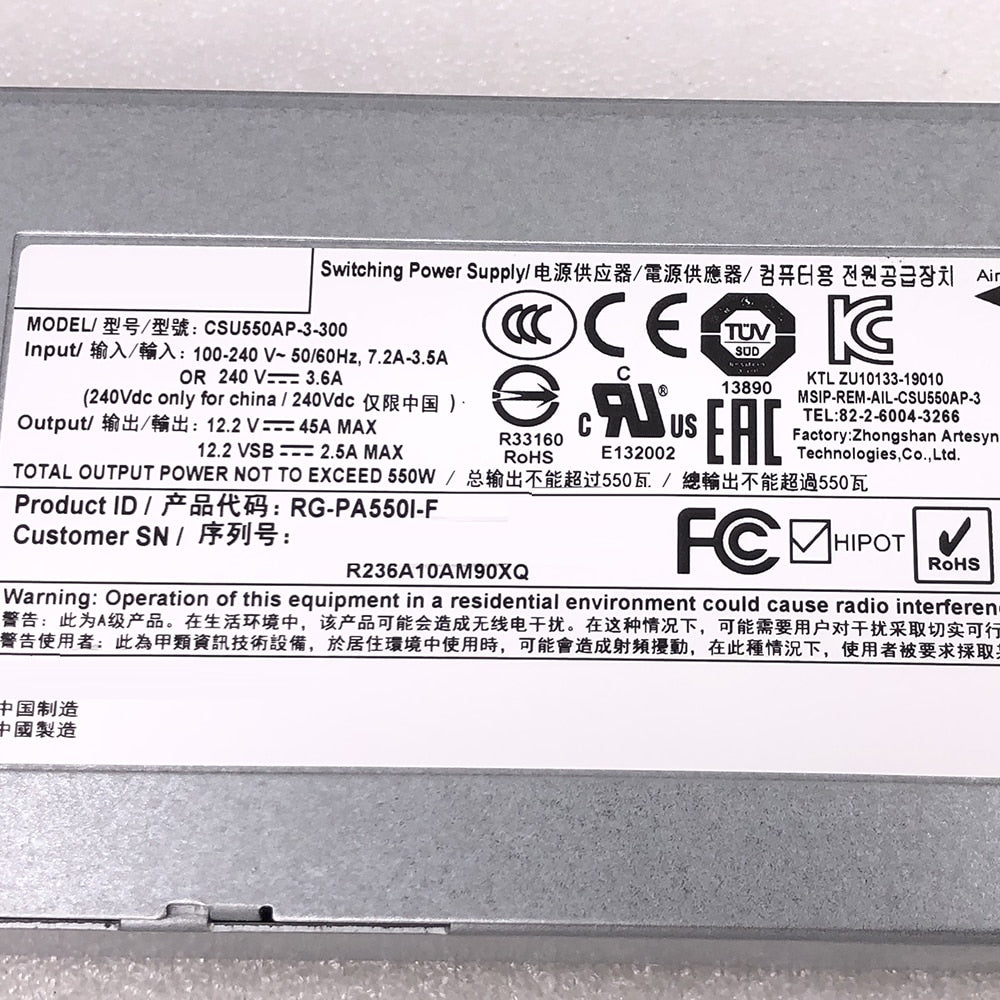 Switching Power Supply/ 电源供应器/電源供應器/ 컴퓨터용 전원공급장치
Air
MODEL/ 型号/型號: CSU550AP-3-300
Input/ 输入/輸入: 100-240 V~ 50/60Hz, 7.2A-3.5A
OR 240 V⎓ 3.6A
(240Vdc only for china / 240Vdc 仅限中国 )
Output/ 输出/輸出: 12.2 V⎓ 45A MAX
12.2 VSB⎓ 2.5A MAX
TOTAL OUTPUT POWER NOT TO EXCEED 550W / 总输出不能超过550瓦 / 總輸出不能超過550瓦
CCC
CE
TÜV
SÜD
13890
KC
KTL ZU10133-19010
MSIP-REM-AIL-CSU550AP-3
TEL:82-2-6004-3266
Factory:Zhongshan Artesyn
Technologies,Co.,Ltd.
R33160
RoHS
C RU ® US
E132002
EAC
Product ID / 产品代码: RG-PA550I-F
Customer SN / 序列号:
R236A10AM90XQ
FC
HIPOT
RoHS
Warning: Operation of this equipment in a residential environment could cause radio interferen
警告: 此为A级产品。在生活环境中, 该产品可能会造成无线电干扰。在这种情况下, 可能需要用户对干扰采取切实可行
警告使用者: 此為甲類資訊技術設備, 於居住環境中使用時, 可能會造成射頻擾動, 在此種情況下, 使用者被要求採取
中国制造
中國製造